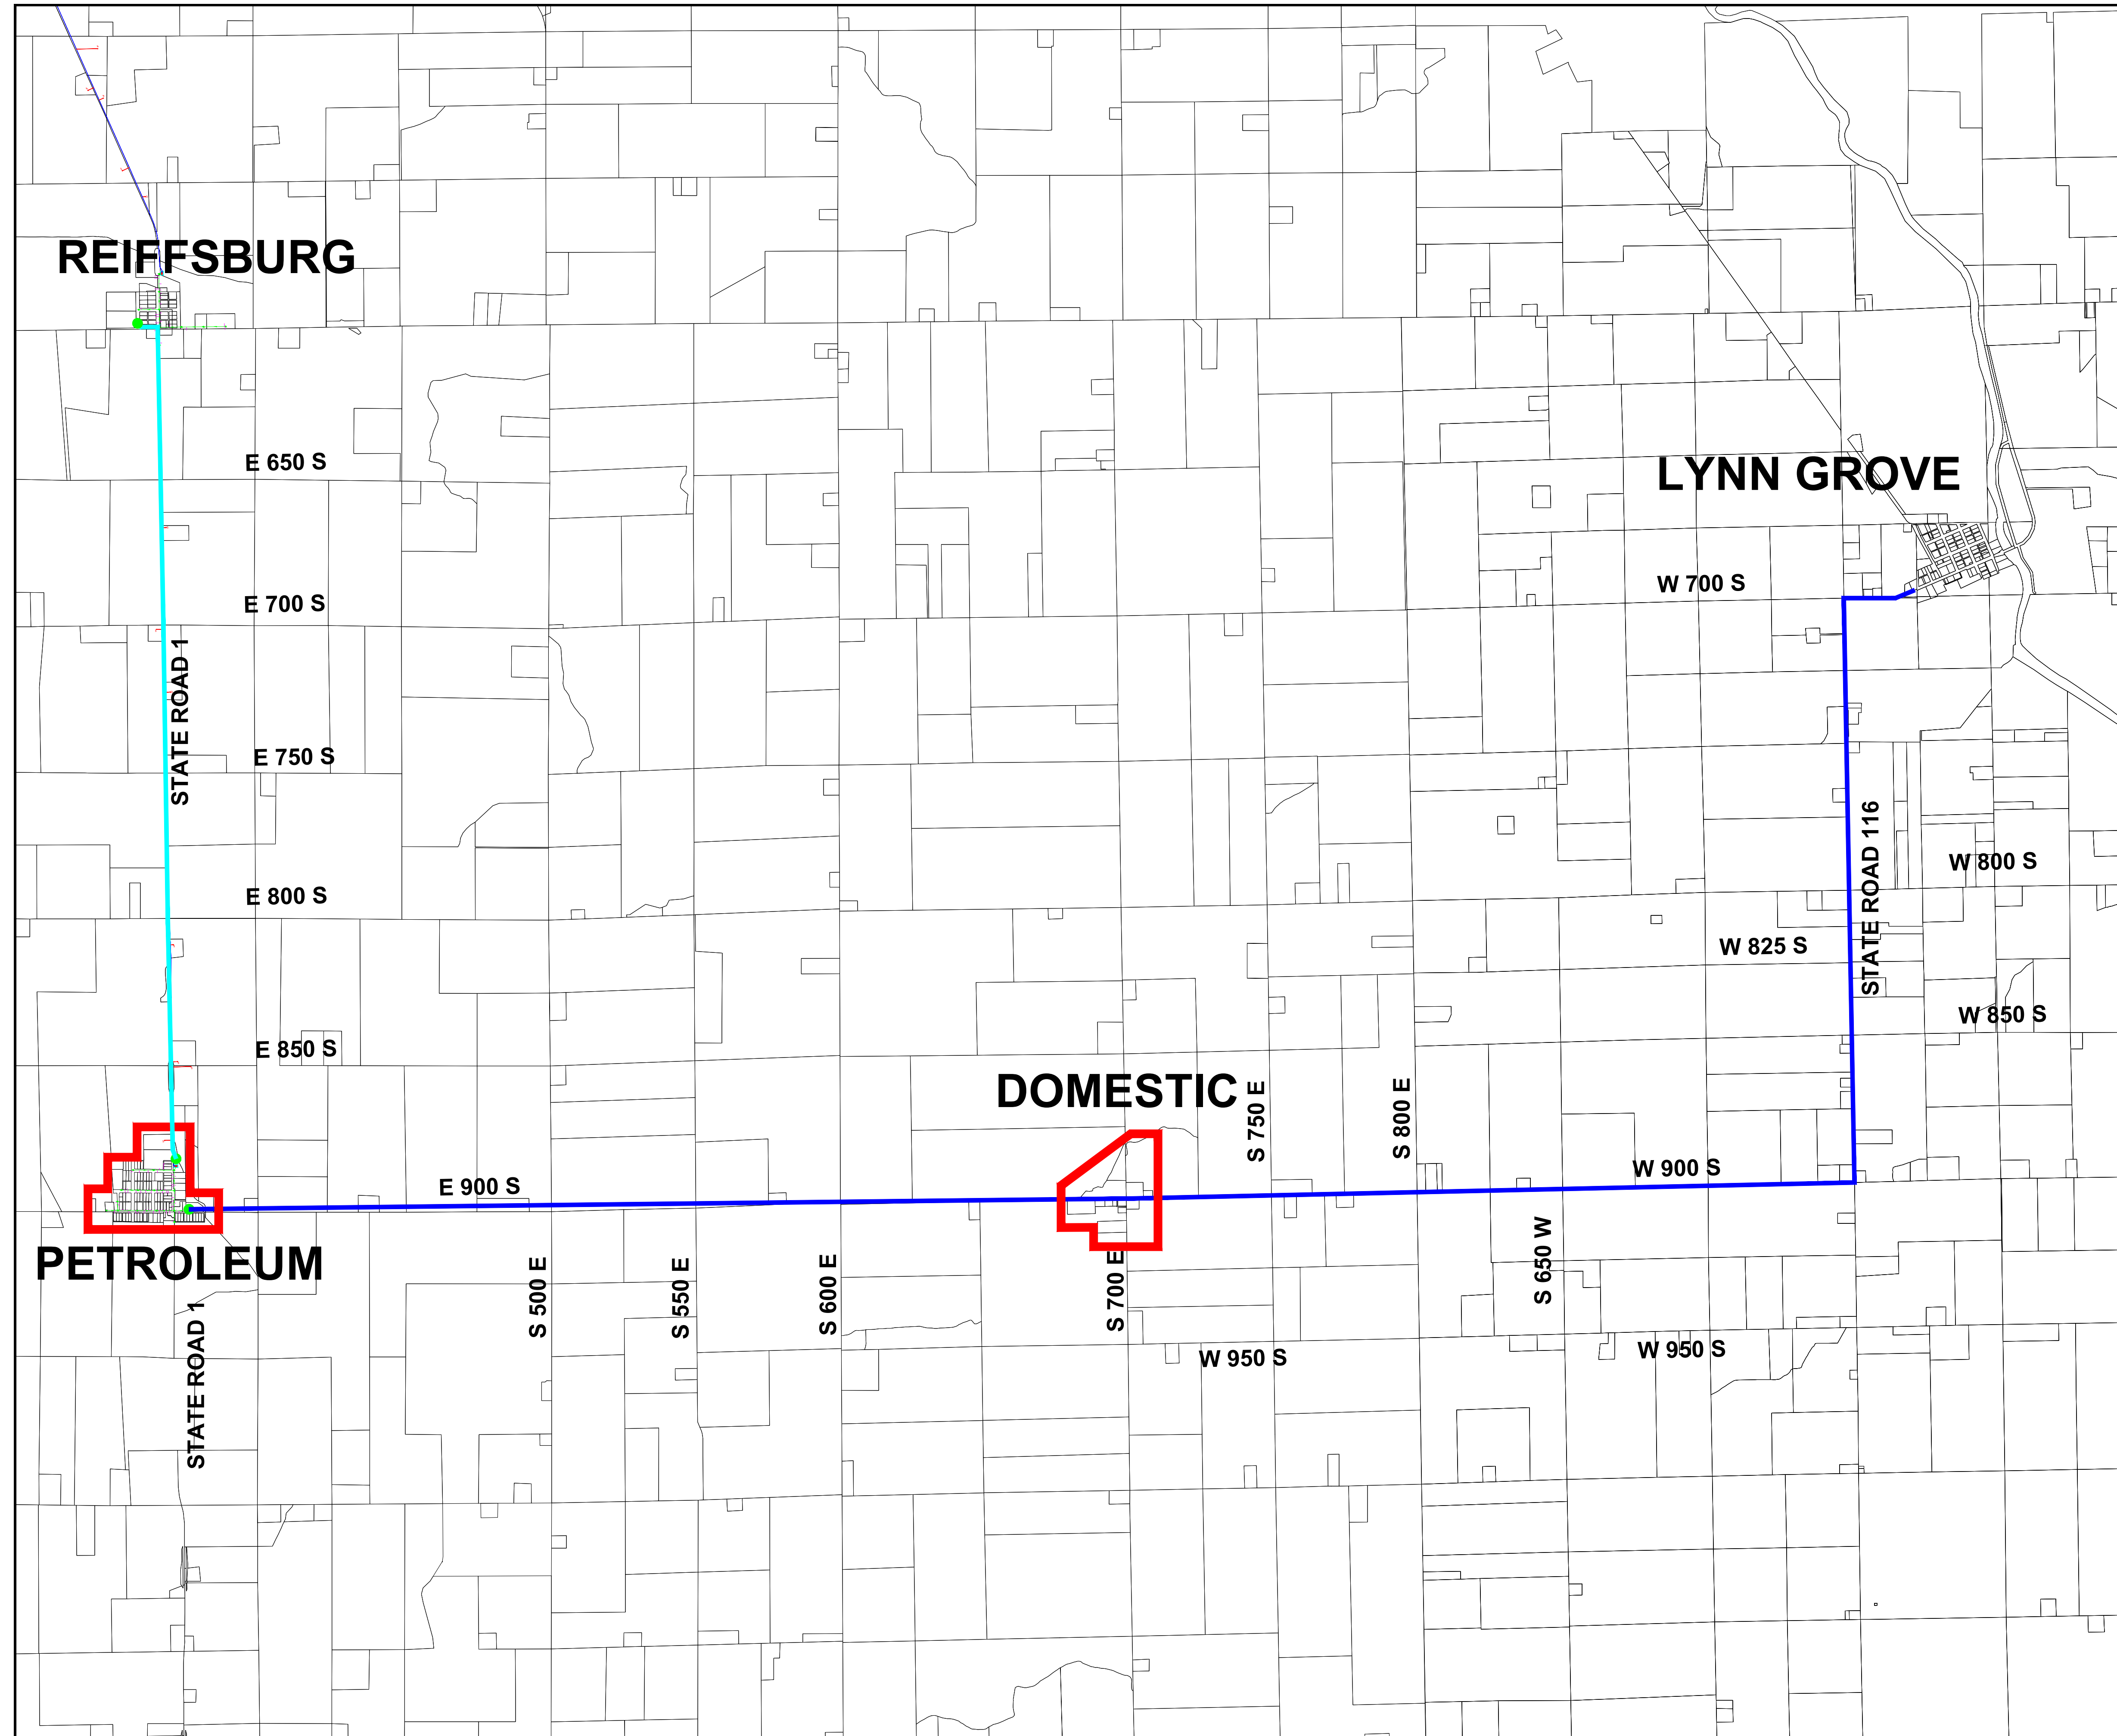 REIFFSBURG
E 650 S
LYNN GROVE
W 700 S
E 700 S
STATE ROAD 1
E 750 S
STATE ROAD 116
W 800 S
E 800 S
W 825 S
W 850 S
E 850 S
DOMESTIC
S 750 E
S 800 E
W 900 S
E 900 S
PETROLEUM
S 500 E
S 550 E
S 600 E
S 700 E
S 650 W
STATE ROAD 1
W 950 S
W 950 S